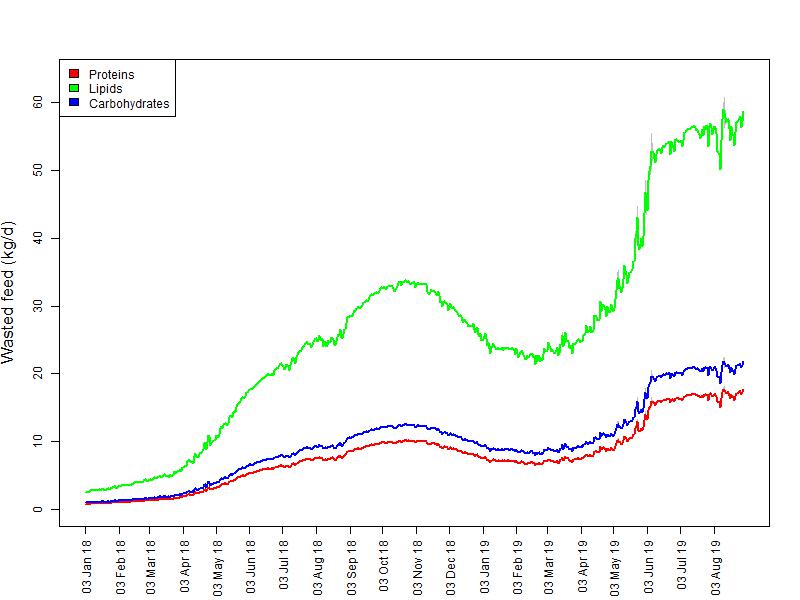 Proteins
Lipids
Carbohydrates
Wasted feed (kg/d)
60
50
40
30
20
10
0
03 Jan 18
03 Feb 18
03 Mar 18
03 Apr 18
03 May 18
03 Jun 18
03 Jul 18
03 Aug 18
03 Sep 18
03 Oct 18
03 Nov 18
03 Dec 18
03 Jan 19
03 Feb 19
03 Mar 19
03 Apr 19
03 May 19
03 Jun 19
03 Jul 19
03 Aug 19